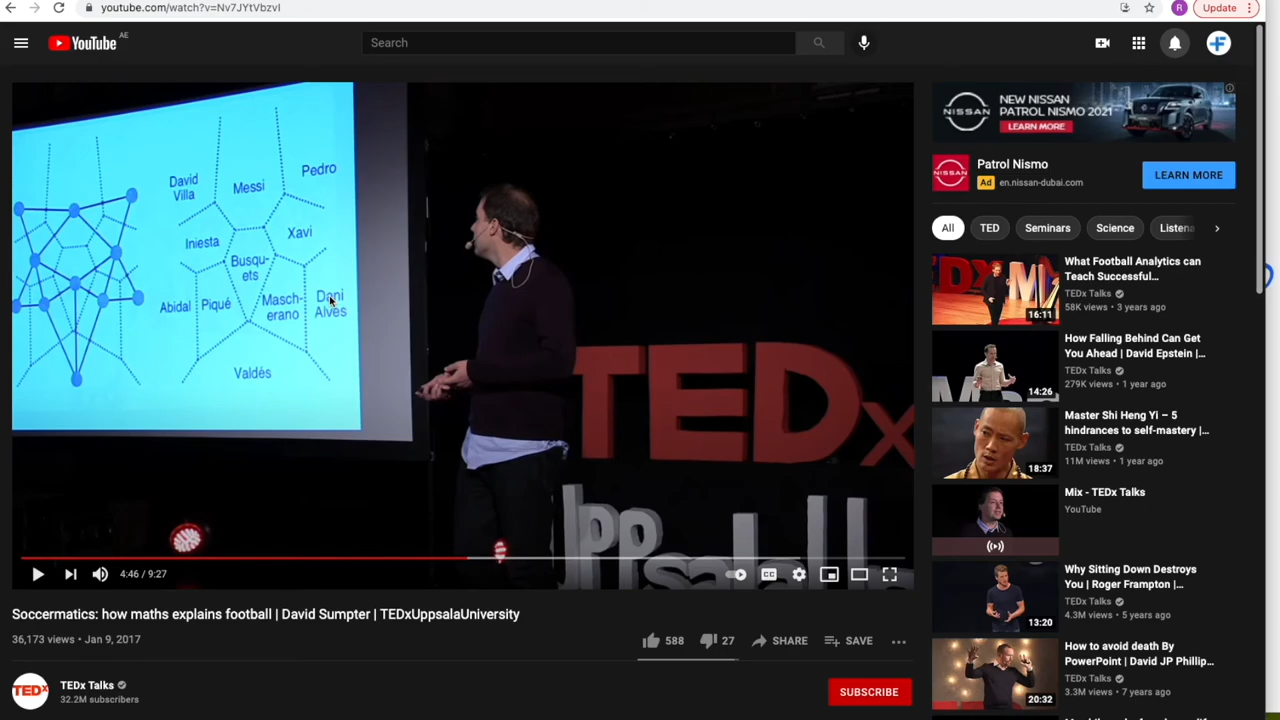 youtube.com/watch?v=Nv7JYtVbzvI
R
Update
YouTube AE
Search
David
Villa
Messi
Pedro
Iniesta
Xavi
Busqu-
ets
Abidal
Piqué
Masch-
erano
Dani
Alves
Valdés
TEDx
Uppsala
4:46 / 9:27
CC
Soccermatics: how maths explains football | David Sumpter | TEDxUppsalaUniversity
36,173 views • Jan 9, 2017
588
27
SHARE
SAVE
TEDx
TEDx Talks
32.2M subscribers
SUBSCRIBE
NISSAN
NEW NISSAN
PATROL NISMO 2021
LEARN MORE
NISSAN
Patrol Nismo
Ad en.nissan-dubai.com
LEARN MORE
All
TED
Seminars
Science
Listena
16:11
What Football Analytics can
Teach Successful...
TEDx Talks
58K views • 3 years ago
14:26
How Falling Behind Can Get
You Ahead | David Epstein |...
TEDx Talks
279K views • 1 year ago
18:37
Master Shi Heng Yi – 5
hindrances to self-mastery |...
TEDx Talks
11M views • 1 year ago
Mix - TEDx Talks
YouTube
13:20
Why Sitting Down Destroys
You | Roger Frampton |...
TEDx Talks
4.3M views • 5 years ago
20:32
How to avoid death By
PowerPoint | David JP Phillip...
TEDx Talks
3.3M views • 7 years ago